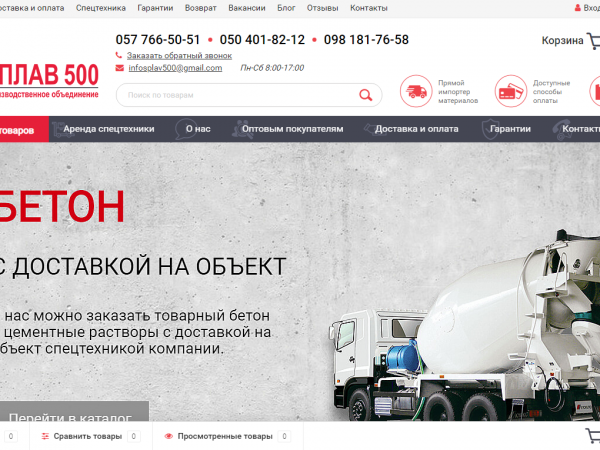 оставка и оплата Спецтехника Гарантии Возврат Вакансии Блог Отзывы Контакты Вход
057 766-50-51 • 050 401-82-12 • 098 181-76-58
Корзина
Заказать обратный звонок
infosplav500@gmail.com Пн-Сб 8:00-17:00
ПЛАВ 500
изводственное объединение
Поиск по товарам
Прямой
импортер
материалов
Доступные
способы
оплаты
товаров Аренда спецтехники О нас Оптовым покупателям Доставка и оплата Гарантии Контакты
БЕТОН
С ДОСТАВКОЙ НА ОБЪЕКТ
нас можно заказать товарный бетон
цементные растворы с доставкой на
объект спецтехникой компании.
Перейти в каталог
0 Сравнить товары 0 Просмотренные товары 0